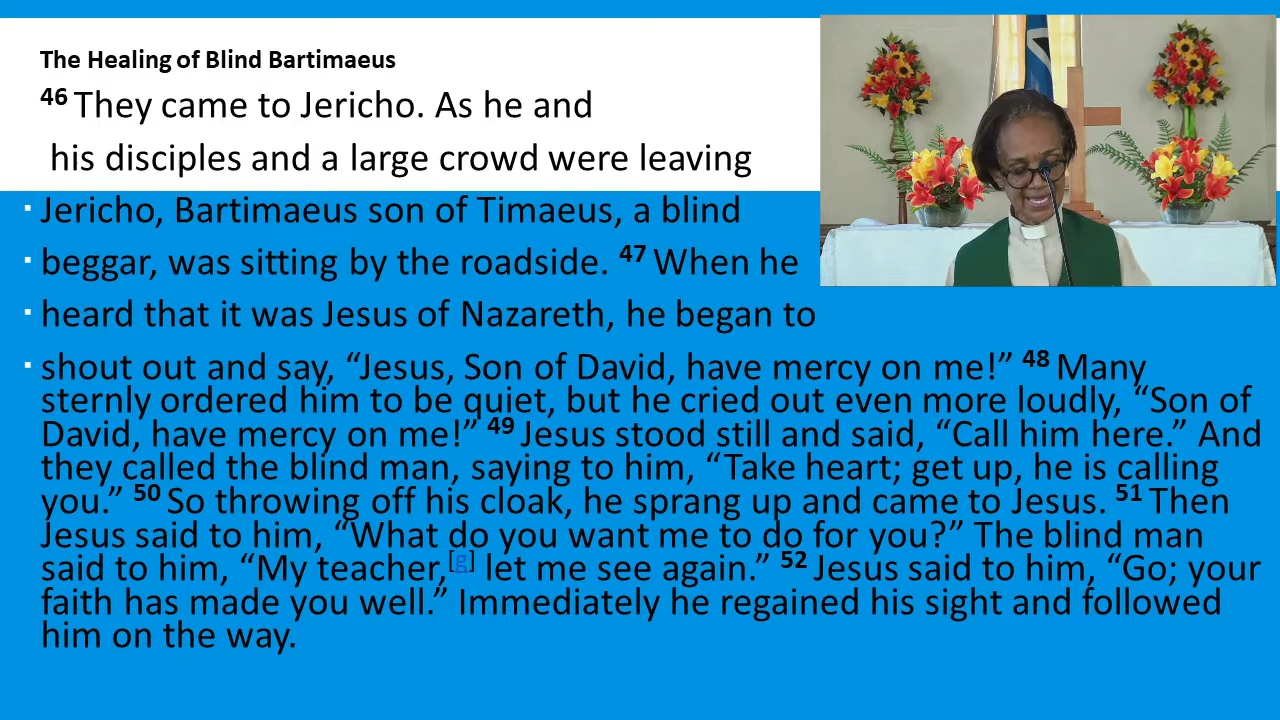 The Healing of Blind Bartimaeus
46 They came to Jericho. As he and
his disciples and a large crowd were leaving
▪ Jericho, Bartimaeus son of Timaeus, a blind
▪ beggar, was sitting by the roadside. 47 When he
▪ heard that it was Jesus of Nazareth, he began to
▪ shout out and say, “Jesus, Son of David, have mercy on me!” 48 Many
sternly ordered him to be quiet, but he cried out even more loudly, “Son of
David, have mercy on me!” 49 Jesus stood still and said, “Call him here.” And
they called the blind man, saying to him, “Take heart; get up, he is calling
you.” 50 So throwing off his cloak, he sprang up and came to Jesus. 51 Then
Jesus said to him, “What do you want me to do for you?” The blind man
said to him, “My teacher,[g] let me see again.” 52 Jesus said to him, “Go; your
faith has made you well.” Immediately he regained his sight and followed
him on the way.